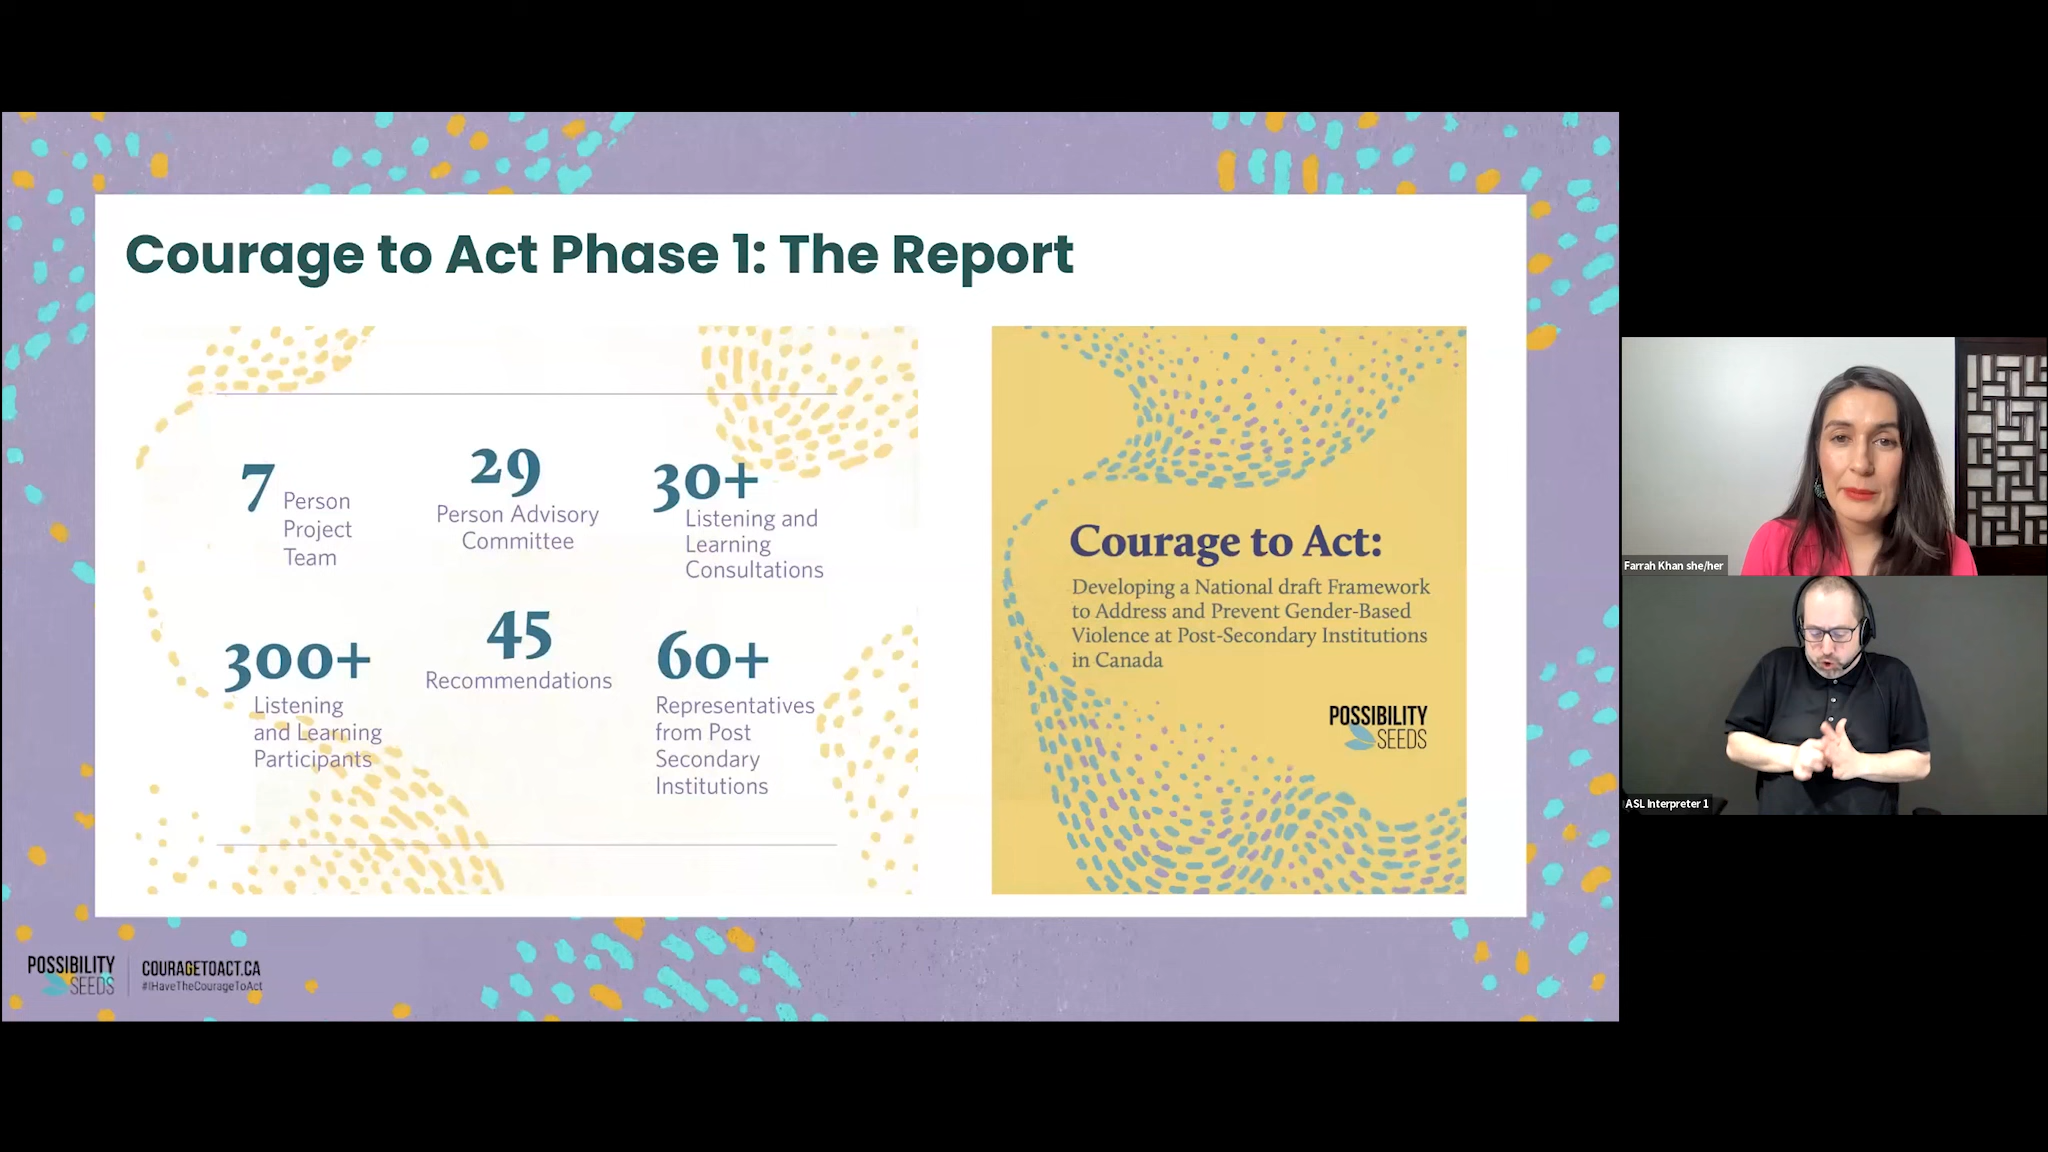 Courage to Act Phase 1: The Report
7
Person
Project
Team
29
Person Advisory
Committee
30+
Listening and
Learning
Consultations
300+
Listening
and Learning
Participants
45
Recommendations
60+
Representatives
from Post
Secondary
Institutions
Courage to Act:
Developing a National draft Framework
to Address and Prevent Gender-Based
Violence at Post-Secondary Institutions
in Canada
POSSIBILITY
SEEDS
POSSIBILITY
SEEDS
COURAGETOACT.CA
#IHaveTheCourageToAct
Farrah Khan she/her
ASL Interpreter 1